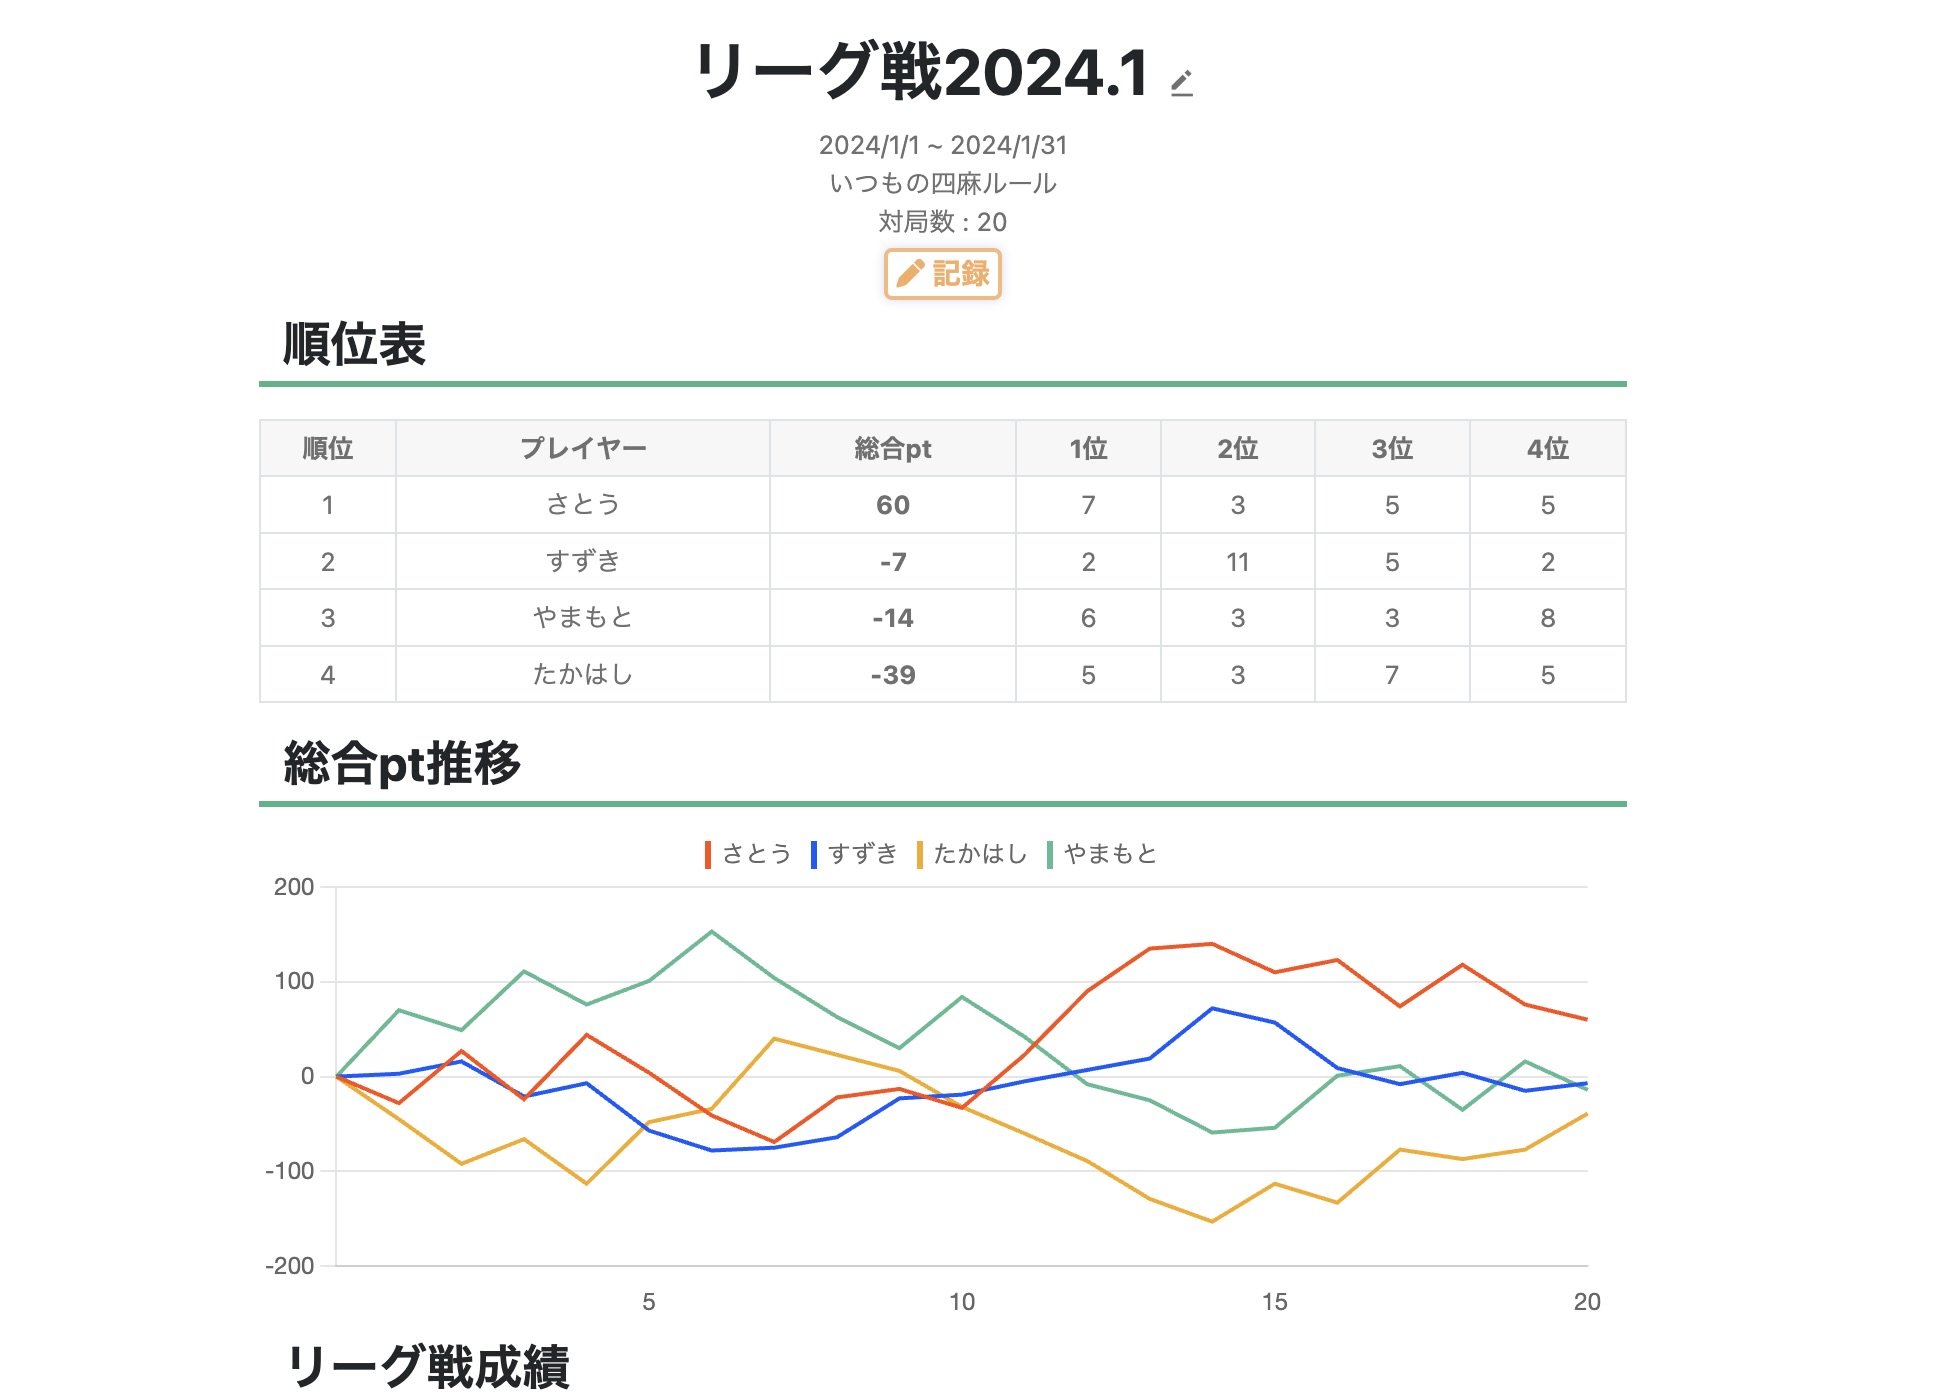 リーグ戦2024.1
2024/1/1 ~ 2024/1/31
いつもの四麻ルール
対局数 : 20
記録
順位表
順位 プレイヤー 総合pt 1位 2位 3位 4位
1 さとう 60 7 3 5 5
2 すずき -7 2 11 5 2
3 やまもと -14 6 3 3 8
4 たかはし -39 5 3 7 5
総合pt推移
さとう すずき たかはし やまもと
200
100
0
-100
-200
5 10 15 20
リーグ戦成績